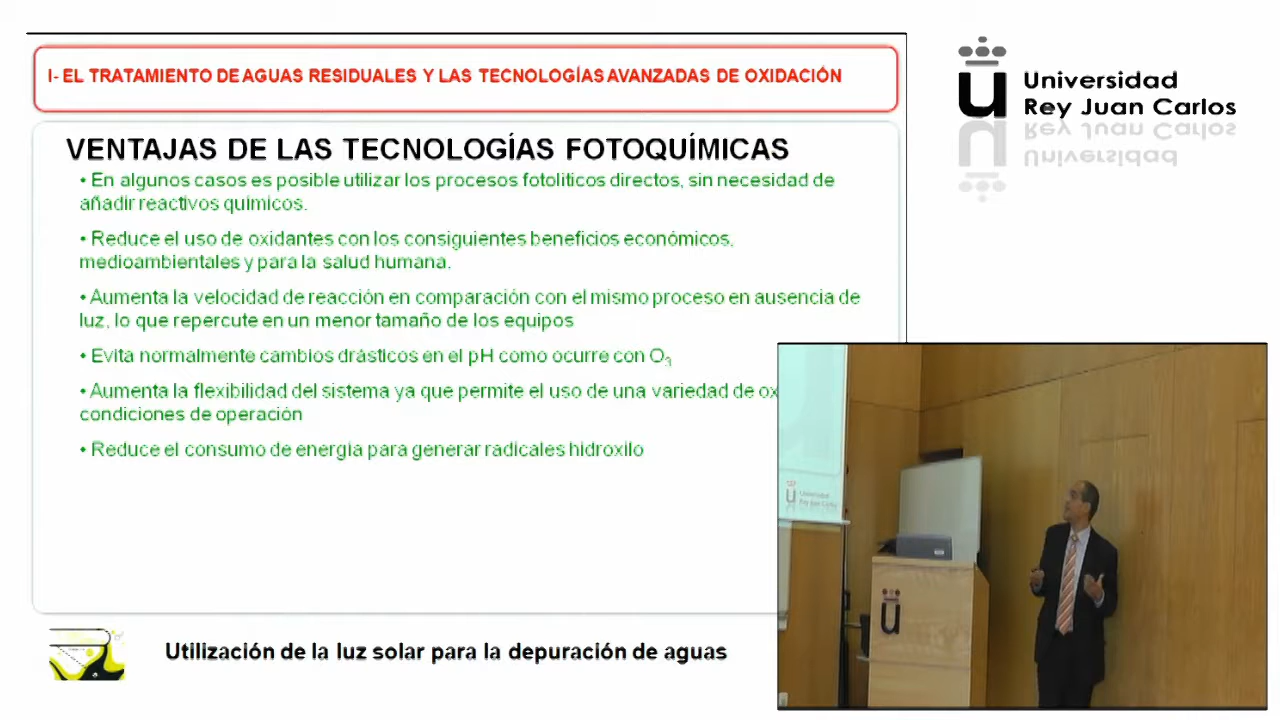 I- EL TRATAMIENTO DE AGUAS RESIDUALES Y LAS TECNOLOGÍAS AVANZADAS DE OXIDACIÓN
VENTAJAS DE LAS TECNOLOGÍAS FOTOQUÍMICAS
• En algunos casos es posible utilizar los procesos fotolíticos directos, sin necesidad de
añadir reactivos químicos.
• Reduce el uso de oxidantes con los consiguientes beneficios económicos,
medioambientales y para la salud humana.
• Aumenta la velocidad de reacción en comparación con el mismo proceso en ausencia de
luz, lo que repercute en un menor tamaño de los equipos
• Evita normalmente cambios drásticos en el pH como ocurre con O₃
• Aumenta la flexibilidad del sistema ya que permite el uso de una variedad de ox
condiciones de operación
• Reduce el consumo de energía para generar radicales hidroxilo
Utilización de la luz solar para la depuración de aguas
u Universidad
Rey Juan Carlos
Universidad
Rey Juan Carlos
u